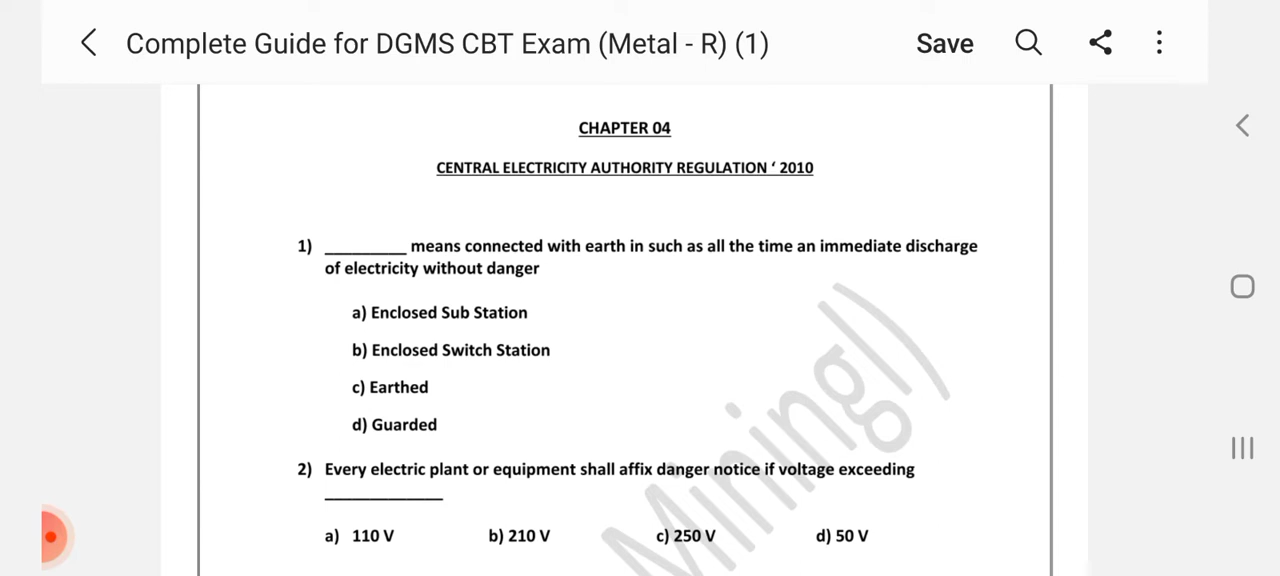 Complete Guide for DGMS CBT Exam (Metal - R) (1) Save
CHAPTER 04
CENTRAL ELECTRICITY AUTHORITY REGULATION ‘ 2010
1) ________ means connected with earth in such as all the time an immediate discharge
of electricity without danger
a) Enclosed Sub Station
b) Enclosed Switch Station
c) Earthed
d) Guarded
2) Every electric plant or equipment shall affix danger notice if voltage exceeding
____________
a) 110 V b) 210 V c) 250 V d) 50 V
Mining!)